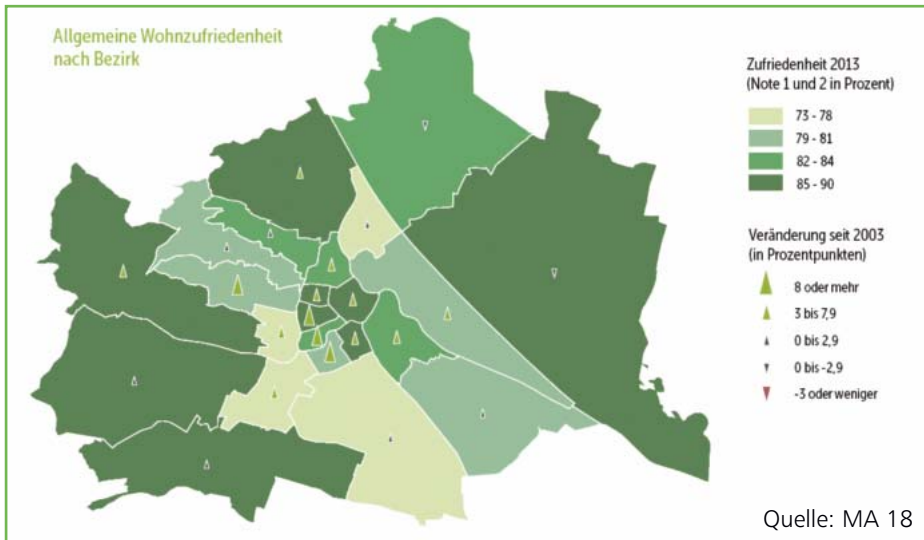 Allgemeine Wohnzufriedenheit
nach Bezirk
Zufriedenheit 2013
(Note 1 und 2 in Prozent)
73 - 78
79 - 81
82 - 84
85 - 90
Veränderung seit 2003
(in Prozentpunkten)
8 oder mehr
3 bis 7,9
0 bis 2,9
0 bis -2,9
-3 oder weniger
Quelle: MA 18